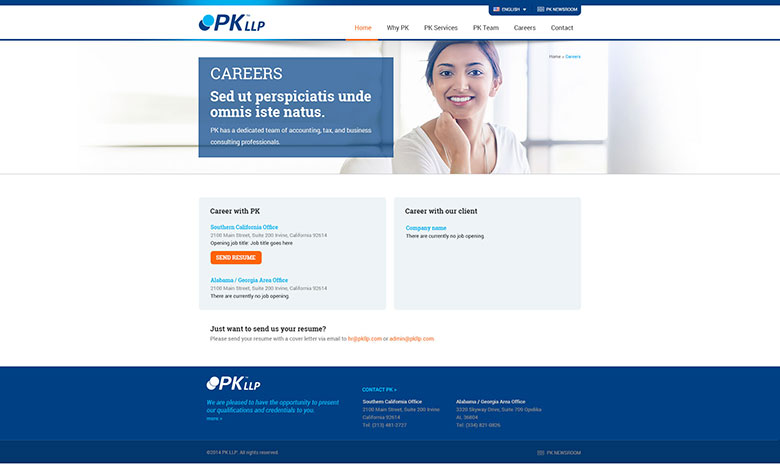 ENGLISH
PK NEWSROOM
PK LLP
Home
Why PK
PK Services
PK Team
Careers
Contact
Home » Careers
CAREERS
Sed ut perspiciatis unde
omnis iste natus.
PK has a dedicated team of accounting, tax, and business
consulting professionals.
Career with PK
Southern California Office
2100 Main Street, Suite 200 Irvine, California 92614
Opening job title: Job title goes here
SEND RESUME
Alabama / Georgia Area Office
2100 Main Street, Suite 200 Irvine, California 92614
There are currently no job opening
Career with our client
Company name
There are currently no job opening
Just want to send us your resume?
Please send your resume with a cover letter via email to hr@pkllp.com or admin@pkllp.com
PK LLP
We are pleased to have the opportunity to present
our qualifications and credentials to you.
more »
CONTACT PK »
Southern California Office
2100 Main Street, Suite 200 Irvine
California 92614
Tel: (213) 481-3727
Alabama / Georgia Area Office
3320 Skyway Drive, Suite 706 Opelika
AL 36804
Tel: (334) 821-0826
©2014 PK LLP. All rights reserved.
PK NEWSROOM